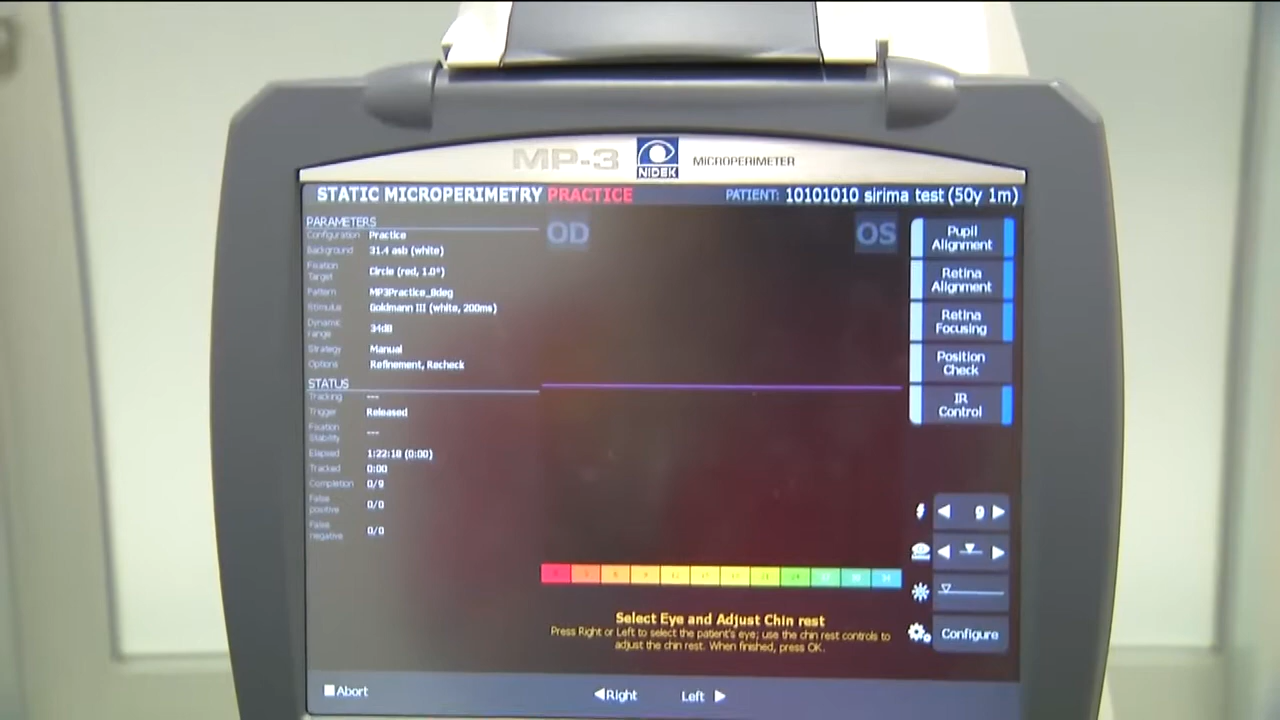 MP-3 NIDEK MICROPERIMETER
STATIC MICROPERIMETRY PRACTICE PATIENT: 10101010 sirima test (50y 1m)
PARAMETERS
Configuration Practice
Background 31.4 asb (white)
Fixation Target Circle (red, 1.0°)
Pattern MP3Practice_8deg
Stimulus Goldmann III (white, 200ms)
Dynamic range 34dB
Strategy Manual
Options Refinement, Recheck
STATUS
Tracking ---
Trigger Released
Fixation Stability ---
Elapsed 1:22:18 (0:00)
Tracked 0:00
Completion 0/9
False positive 0/0
False negative 0/0
OD OS
Pupil Alignment
Retina Alignment
Retina Focusing
Position Check
IR Control
9
Configure
Select Eye and Adjust Chin rest
Press Right or Left to select the patient's eye; use the chin rest controls to
adjust the chin rest. When finished, press OK.
Abort Right Left